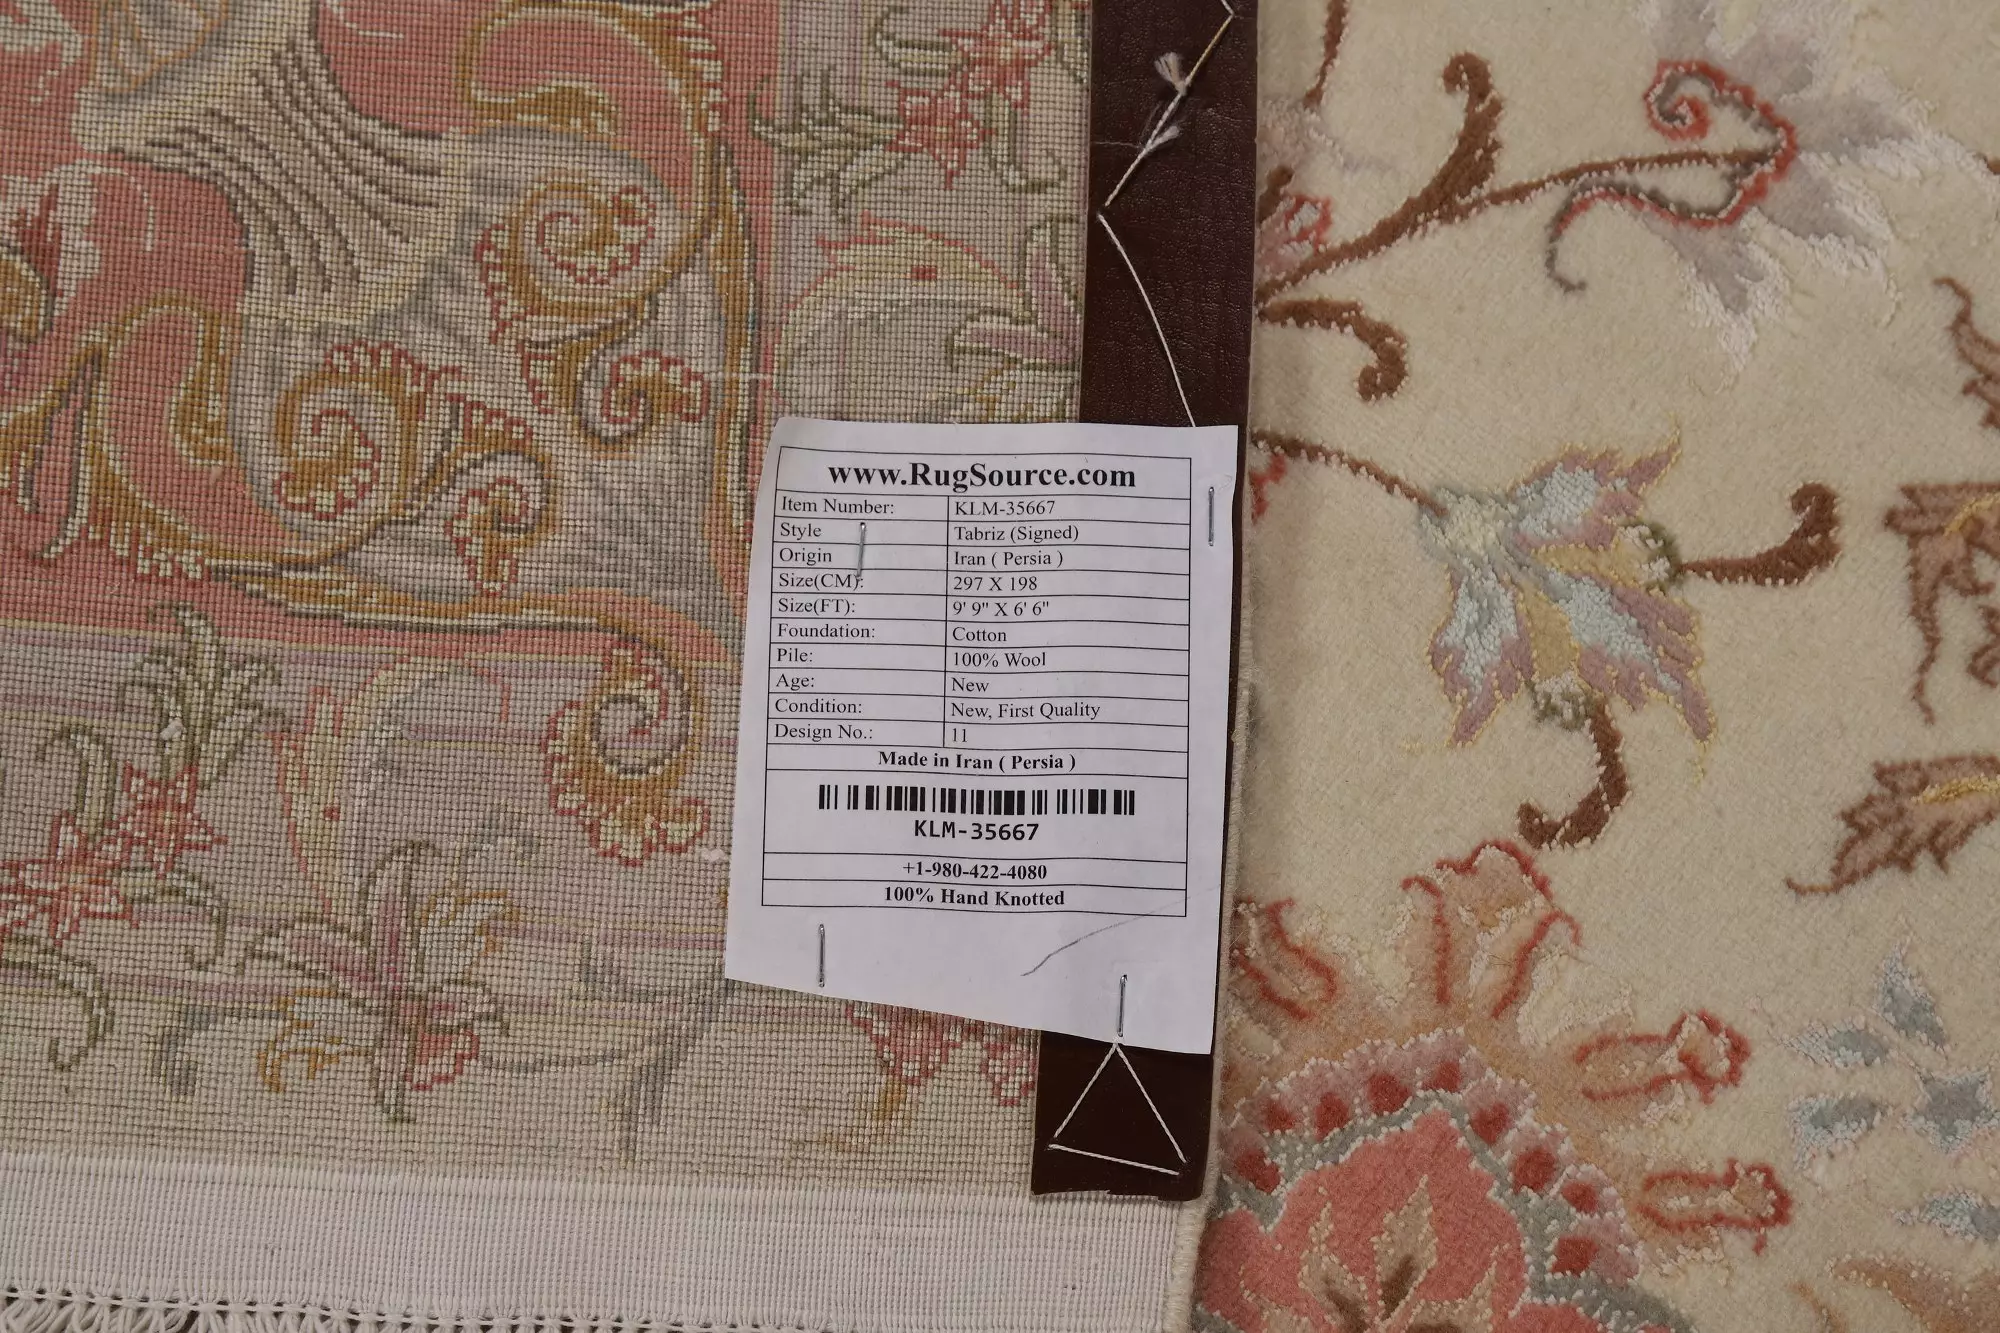 www.RugSource.com
Item Number: KLM-35667
Style Tabriz (Signed)
Origin Iran ( Persia )
Size(CM): 297 X 198
Size(FT): 9' 9" X 6' 6"
Foundation: Cotton
Pile: 100% Wool
Age: New
Condition: New, First Quality
Design No.: 11
Made in Iran ( Persia )
KLM-35667
+1-980-422-4080
100% Hand Knotted